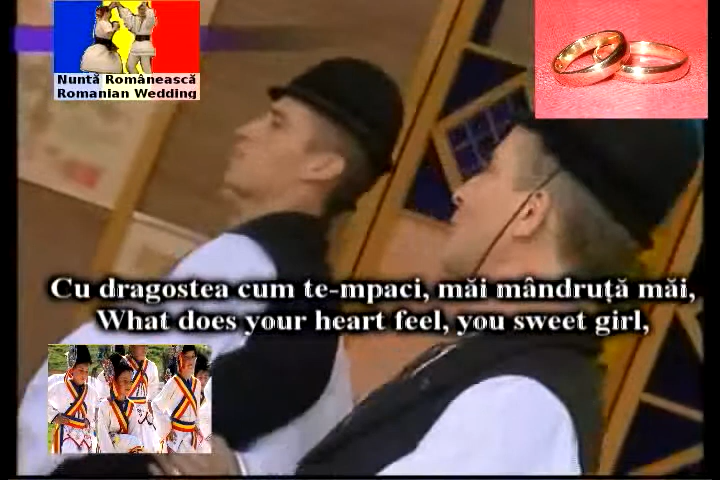 Nuntă Românească
Romanian Wedding
Cu dragostea cum te-mpaci, măi mândruță măi,
What does your heart feel, you sweet girl,